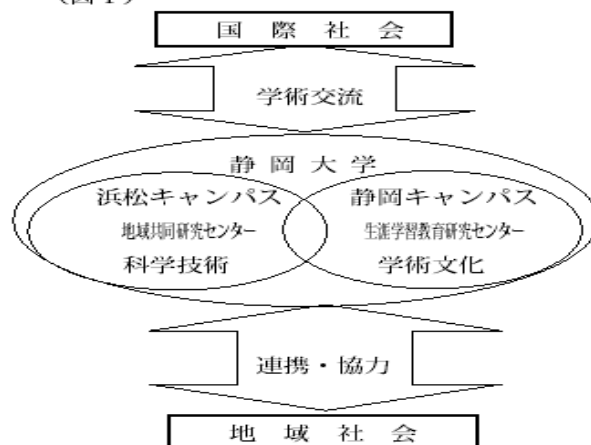 (図１)
国際社会
学術交流
静岡大学
浜松キャンパス 静岡キャンパス
地域共同研究センター 生涯学習教育研究センター
科学技術 学術文化
連携・協力
地域社会